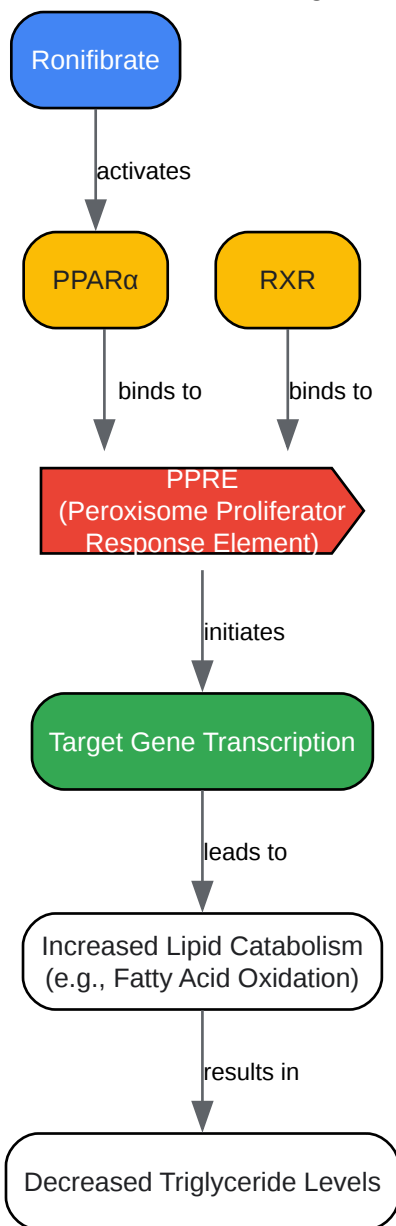 Ronifibrate
activates
PPARα
RXR
binds to
binds to
PPRE
(Peroxisome Proliferator
Response Element)
initiates
Target Gene Transcription
leads to
Increased Lipid Catabolism
(e.g., Fatty Acid Oxidation)
results in
Decreased Triglyceride Levels